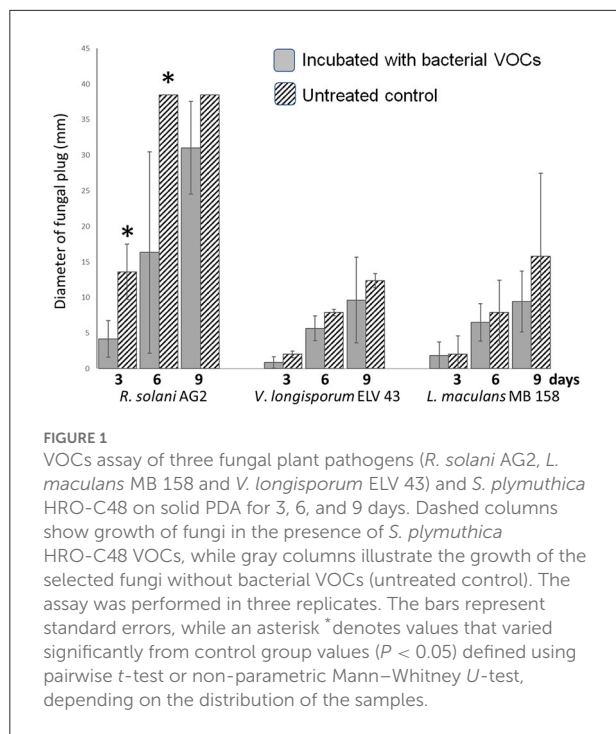 45
40
35
30
25
20
15
10
5
0
Diameter of fungal plug (mm)
Incubated with bacterial VOCs
Untreated control
*
*
3 6 9 3 6 9 3 6 9 days
R. solani AG2 V. longisporum ELV 43 L. maculans MB 158
FIGURE 1
VOCs assay of three fungal plant pathogens (R. solani AG2, L.
maculans MB 158 and V. longisporum ELV 43) and S. plymuthica
HRO-C48 on solid PDA for 3, 6, and 9 days. Dashed columns
show growth of fungi in the presence of S. plymuthica
HRO-C48 VOCs, while gray columns illustrate the growth of the
selected fungi without bacterial VOCs (untreated control). The
assay was performed in three replicates. The bars represent
standard errors, while an asterisk *denotes values that varied
significantly from control group values (P < 0.05) defined using
pairwise t-test or non-parametric Mann–Whitney U-test,
depending on the distribution of the samples.